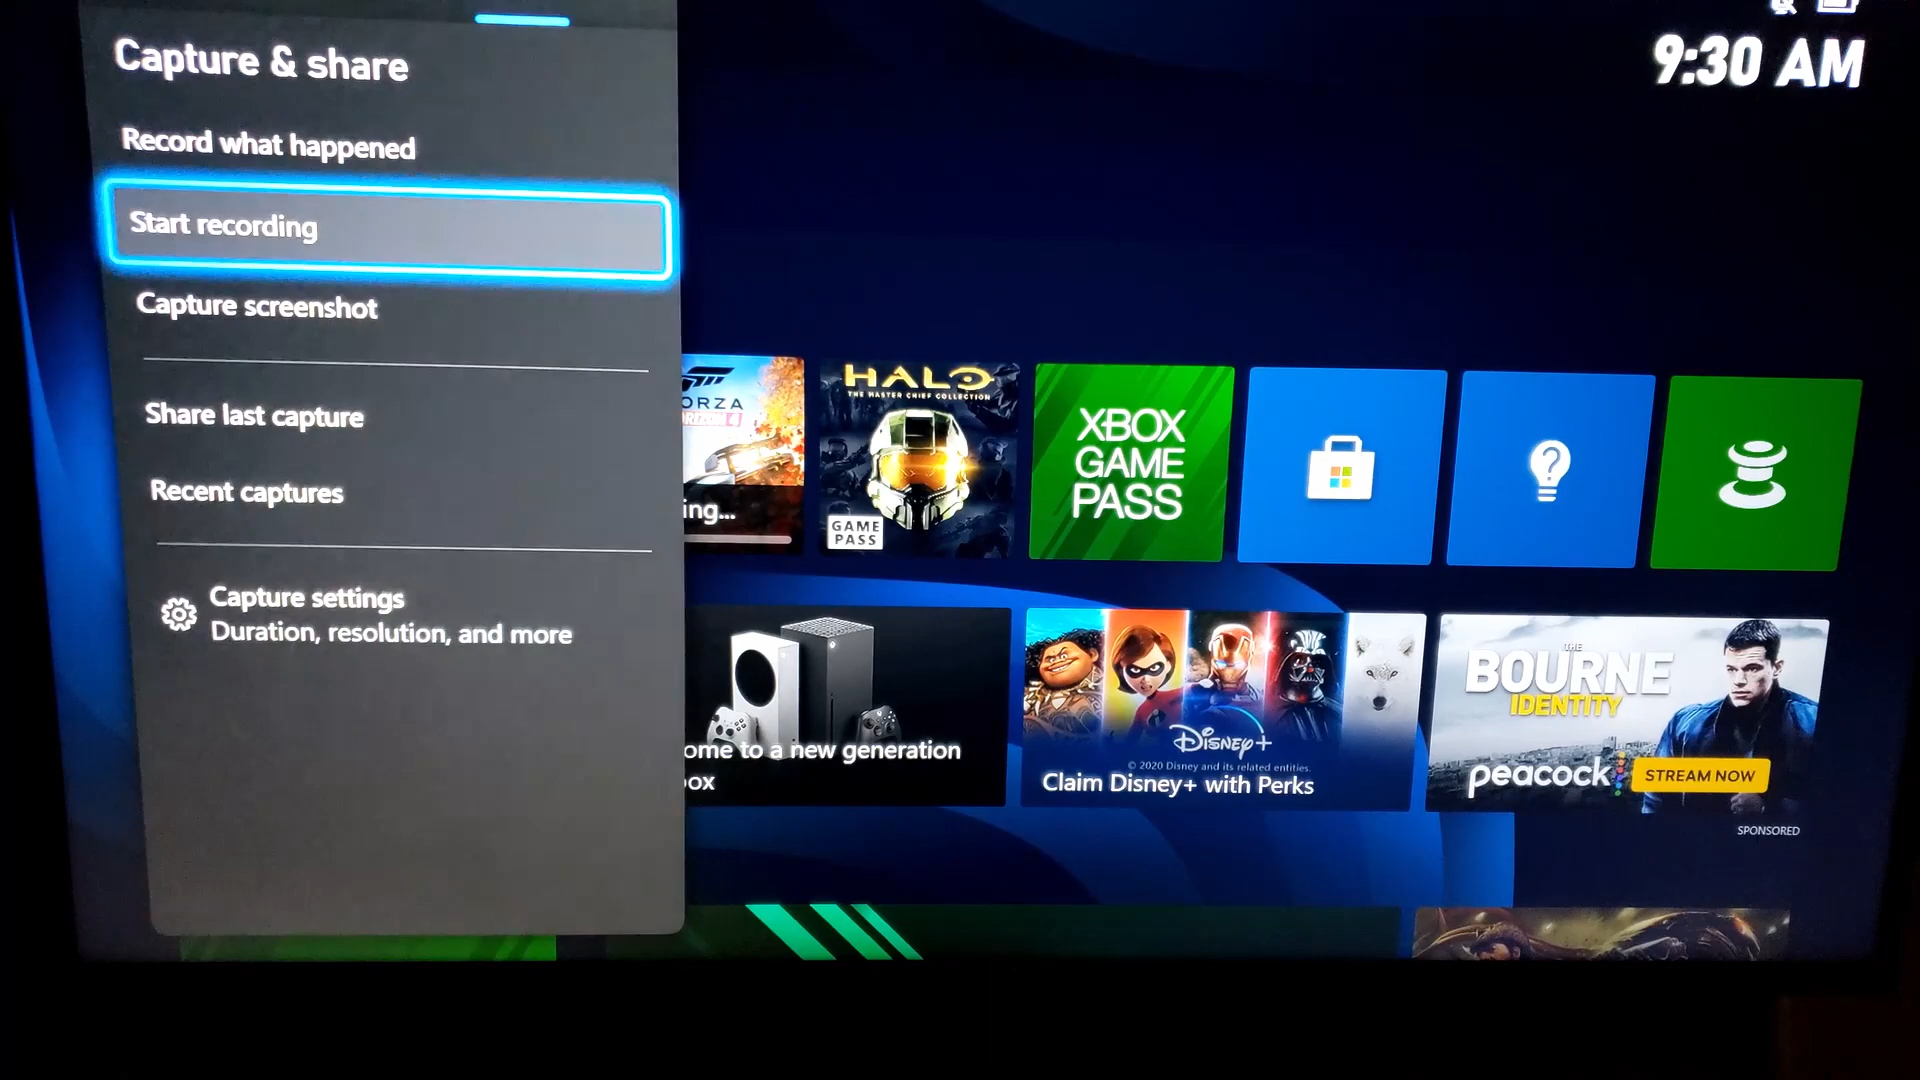 Capture & share
9:30 AM
Record what happened
Start recording
Capture screenshot
Share last capture
Recent captures
Capture settings
Duration, resolution, and more
ORZA
HORIZON 4
ing...
HALO
THE MASTER CHIEF COLLECTION
GAME
PASS
XBOX
GAME
PASS
ome to a new generation
box
Disney+
© 2020 Disney and its related entities.
Claim Disney+ with Perks
THE
BOURNE
IDENTITY
peacock
STREAM NOW
SPONSORED